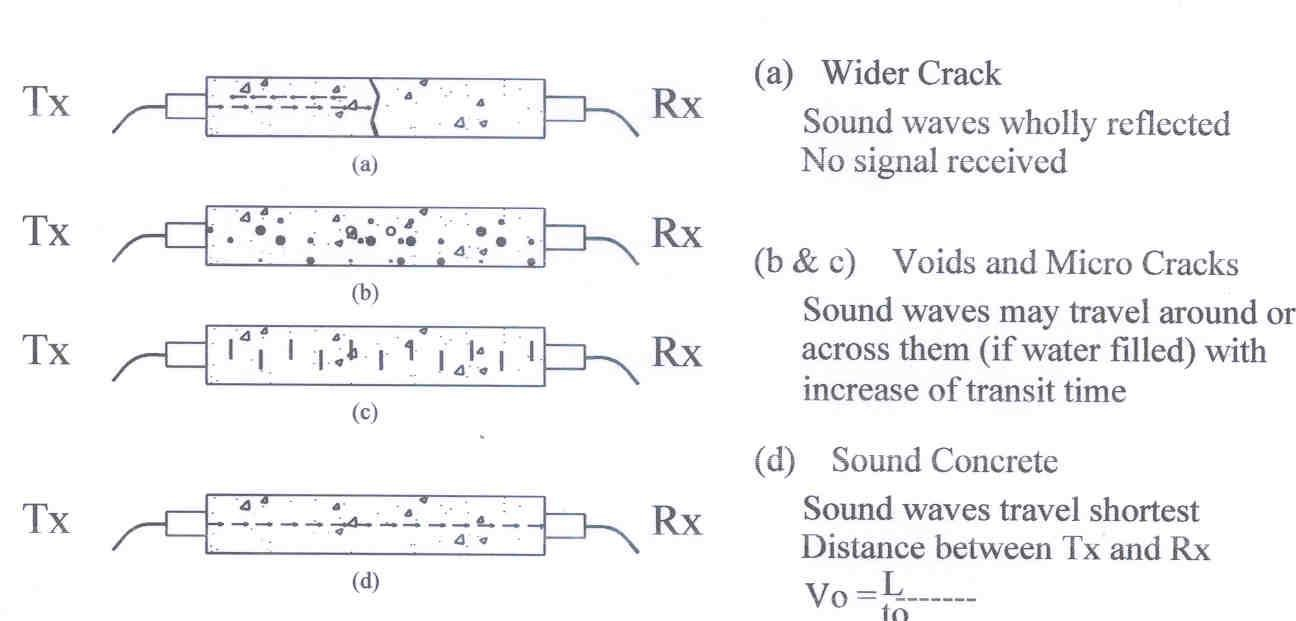 Tx
Rx
(a)
Tx
Rx
(b)
Tx
Rx
(c)
Tx
Rx
(d)
(a) Wider Crack
Sound waves wholly reflected
No signal received
(b & c) Voids and Micro Cracks
Sound waves may travel around or
across them (if water filled) with
increase of transit time
(d) Sound Concrete
Sound waves travel shortest
Distance between Tx and Rx
Vo = L
to